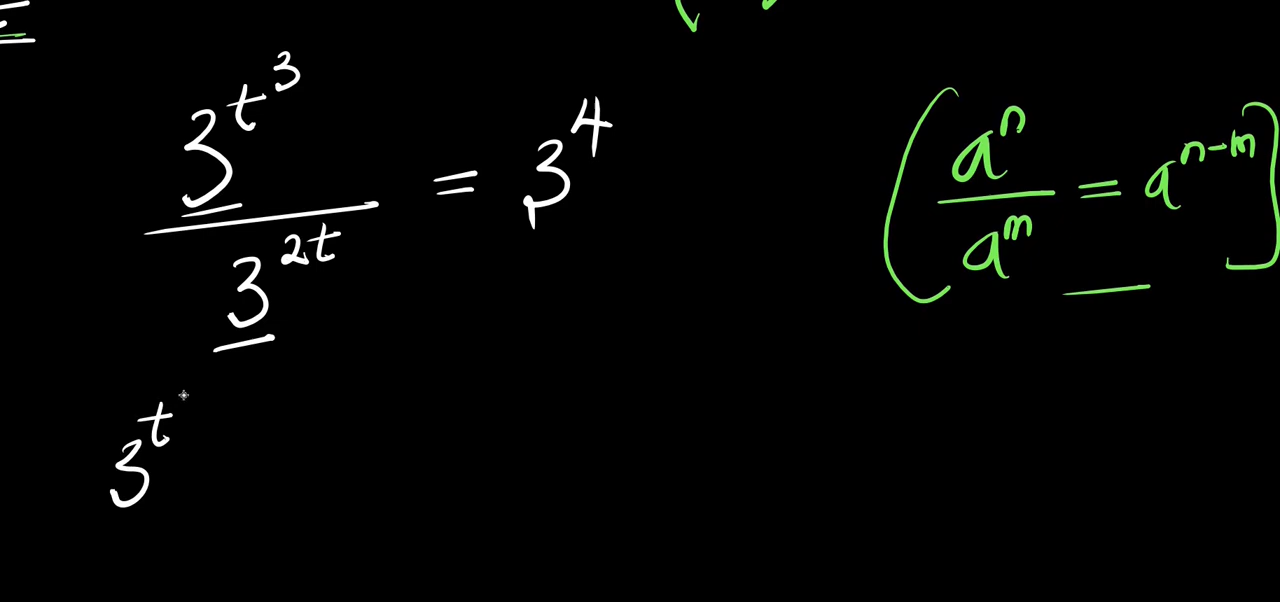 3^{t^3} / 3^{2t} = 3^4
(a^n / a^m = a^{n-m}]
3^t